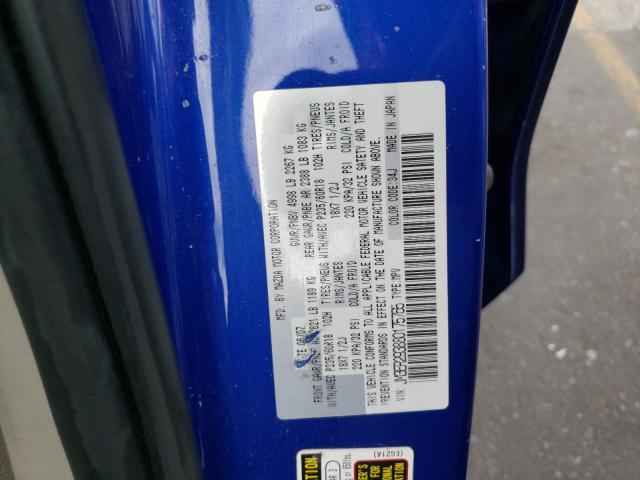 MFD. BY MAZDA MOTOR CORPORATION
TE 06/07 GVWR/PNBV 4998 LB 2267 KG
FRONT GAWR/PNBE 2621 LB 1189 KG REAR GAWR/PNBE AR 2388 LB 1083 KG
WITH/AVEC P235/60R18 102H TIRES/PNEUS WITH/AVEC P235/60R18 102H TIRES/PNEUS
18X7 1/2J RIMS/JANTES 18X7 1/2J RIMS/JANTES
220 KPA/32 PSI COLD/A FROID 220 KPA/32 PSI COLD/A FROID
THIS VEHICLE CONFORMS TO ALL APPLICABLE FEDERAL MOTOR VEHICLE SAFETY AND THEFT
PREVENTION STANDARDS IN EFFECT ON THE DATE OF MANUFACTURE SHOWN ABOVE.
VIN: TYPE:MPV COLOR CODE:34J MADE IN JAPAN
(EG21A)